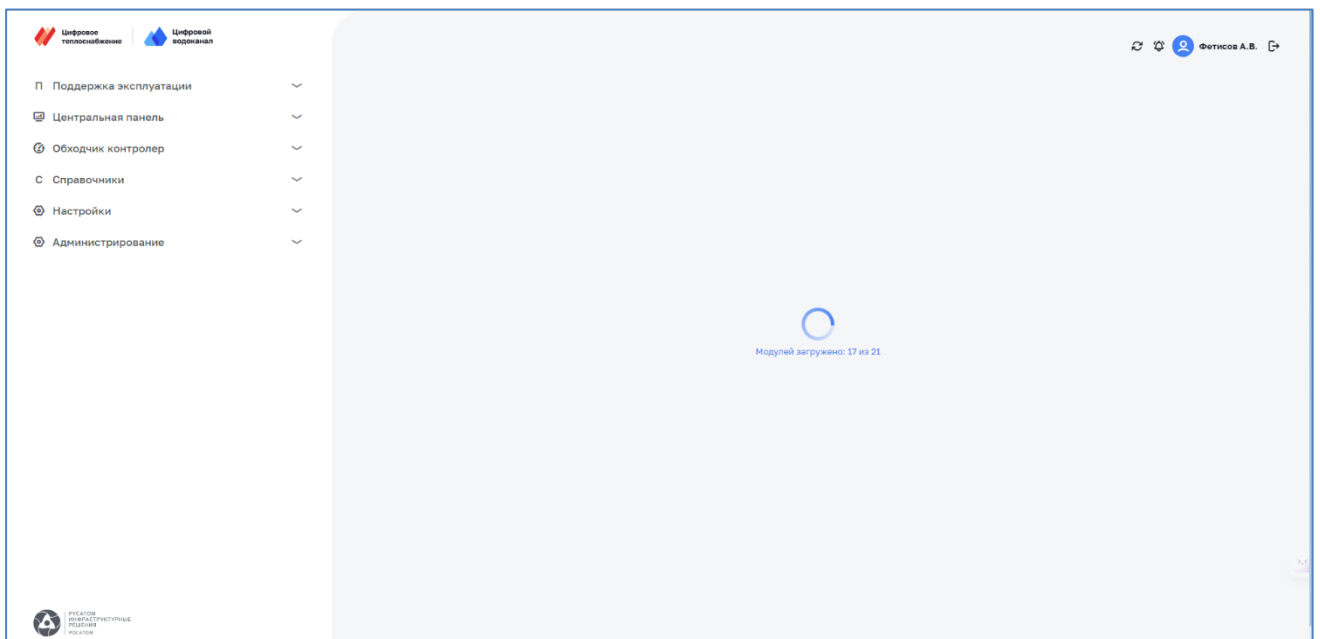 Цифровое
теплоснабжение
Цифровой
водоканал
Фетисов А.В.
П Поддержка эксплуатации
Центральная панель
Обходчик контролер
С Справочники
Настройки
Администрирование
Модулей загружено: 17 из 21
РУСАТОМ
ИНФРАСТРУКТУРНЫЕ
РЕШЕНИЯ
РОСАТОМ